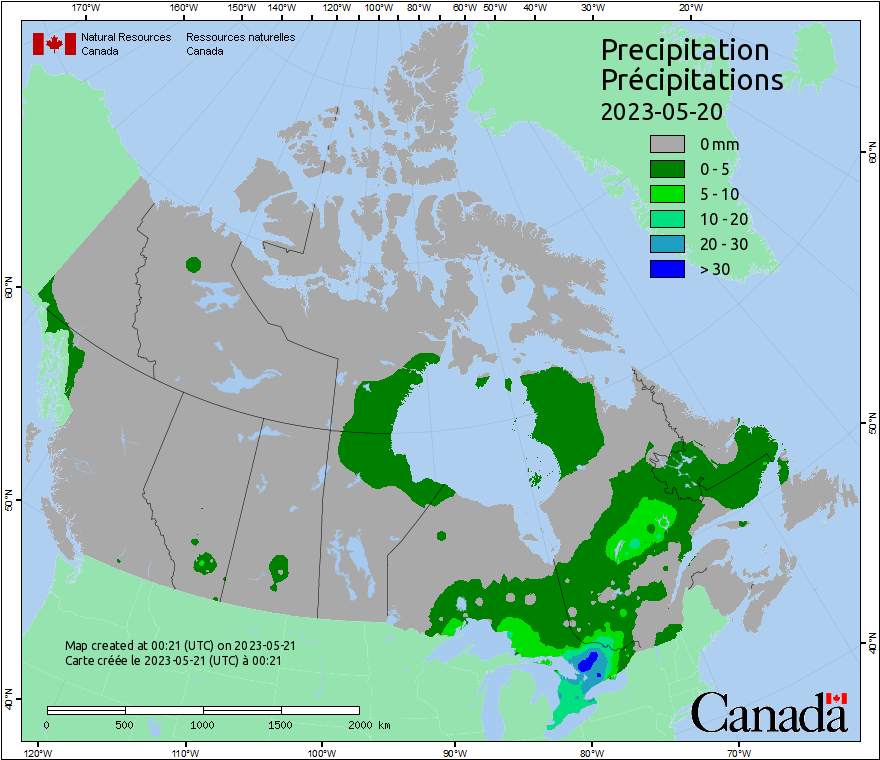 170°W 160°W 150°W 140°W 130°W 120°W 110°W 100°W 90°W 80°W 70°W 60°W 50°W 40°W 30°W 20°W
Natural Resources Canada
Ressources naturelles Canada
Precipitation
Précipitations
2023-05-20
0 mm
0 - 5
5 - 10
10 - 20
20 - 30
> 30
60°N
60°N
50°N
50°N
40°N
40°N
Map created at 00:21 (UTC) on 2023-05-21
Carte créée le 2023-05-21 (UTC) à 00:21
0 500 1000 1500 2000 km
Canada
120°W 110°W 100°W 90°W 80°W 70°W